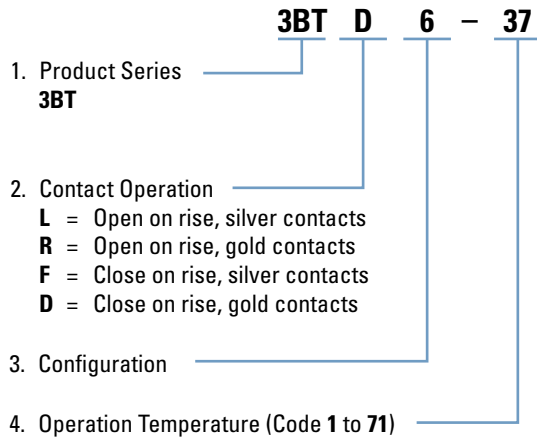 3BT D 6 – 37
1. Product Series
3BT
2. Contact Operation
L = Open on rise, silver contacts
R = Open on rise, gold contacts
F = Close on rise, silver contacts
D = Close on rise, gold contacts
3. Configuration
4. Operation Temperature (Code 1 to 71)